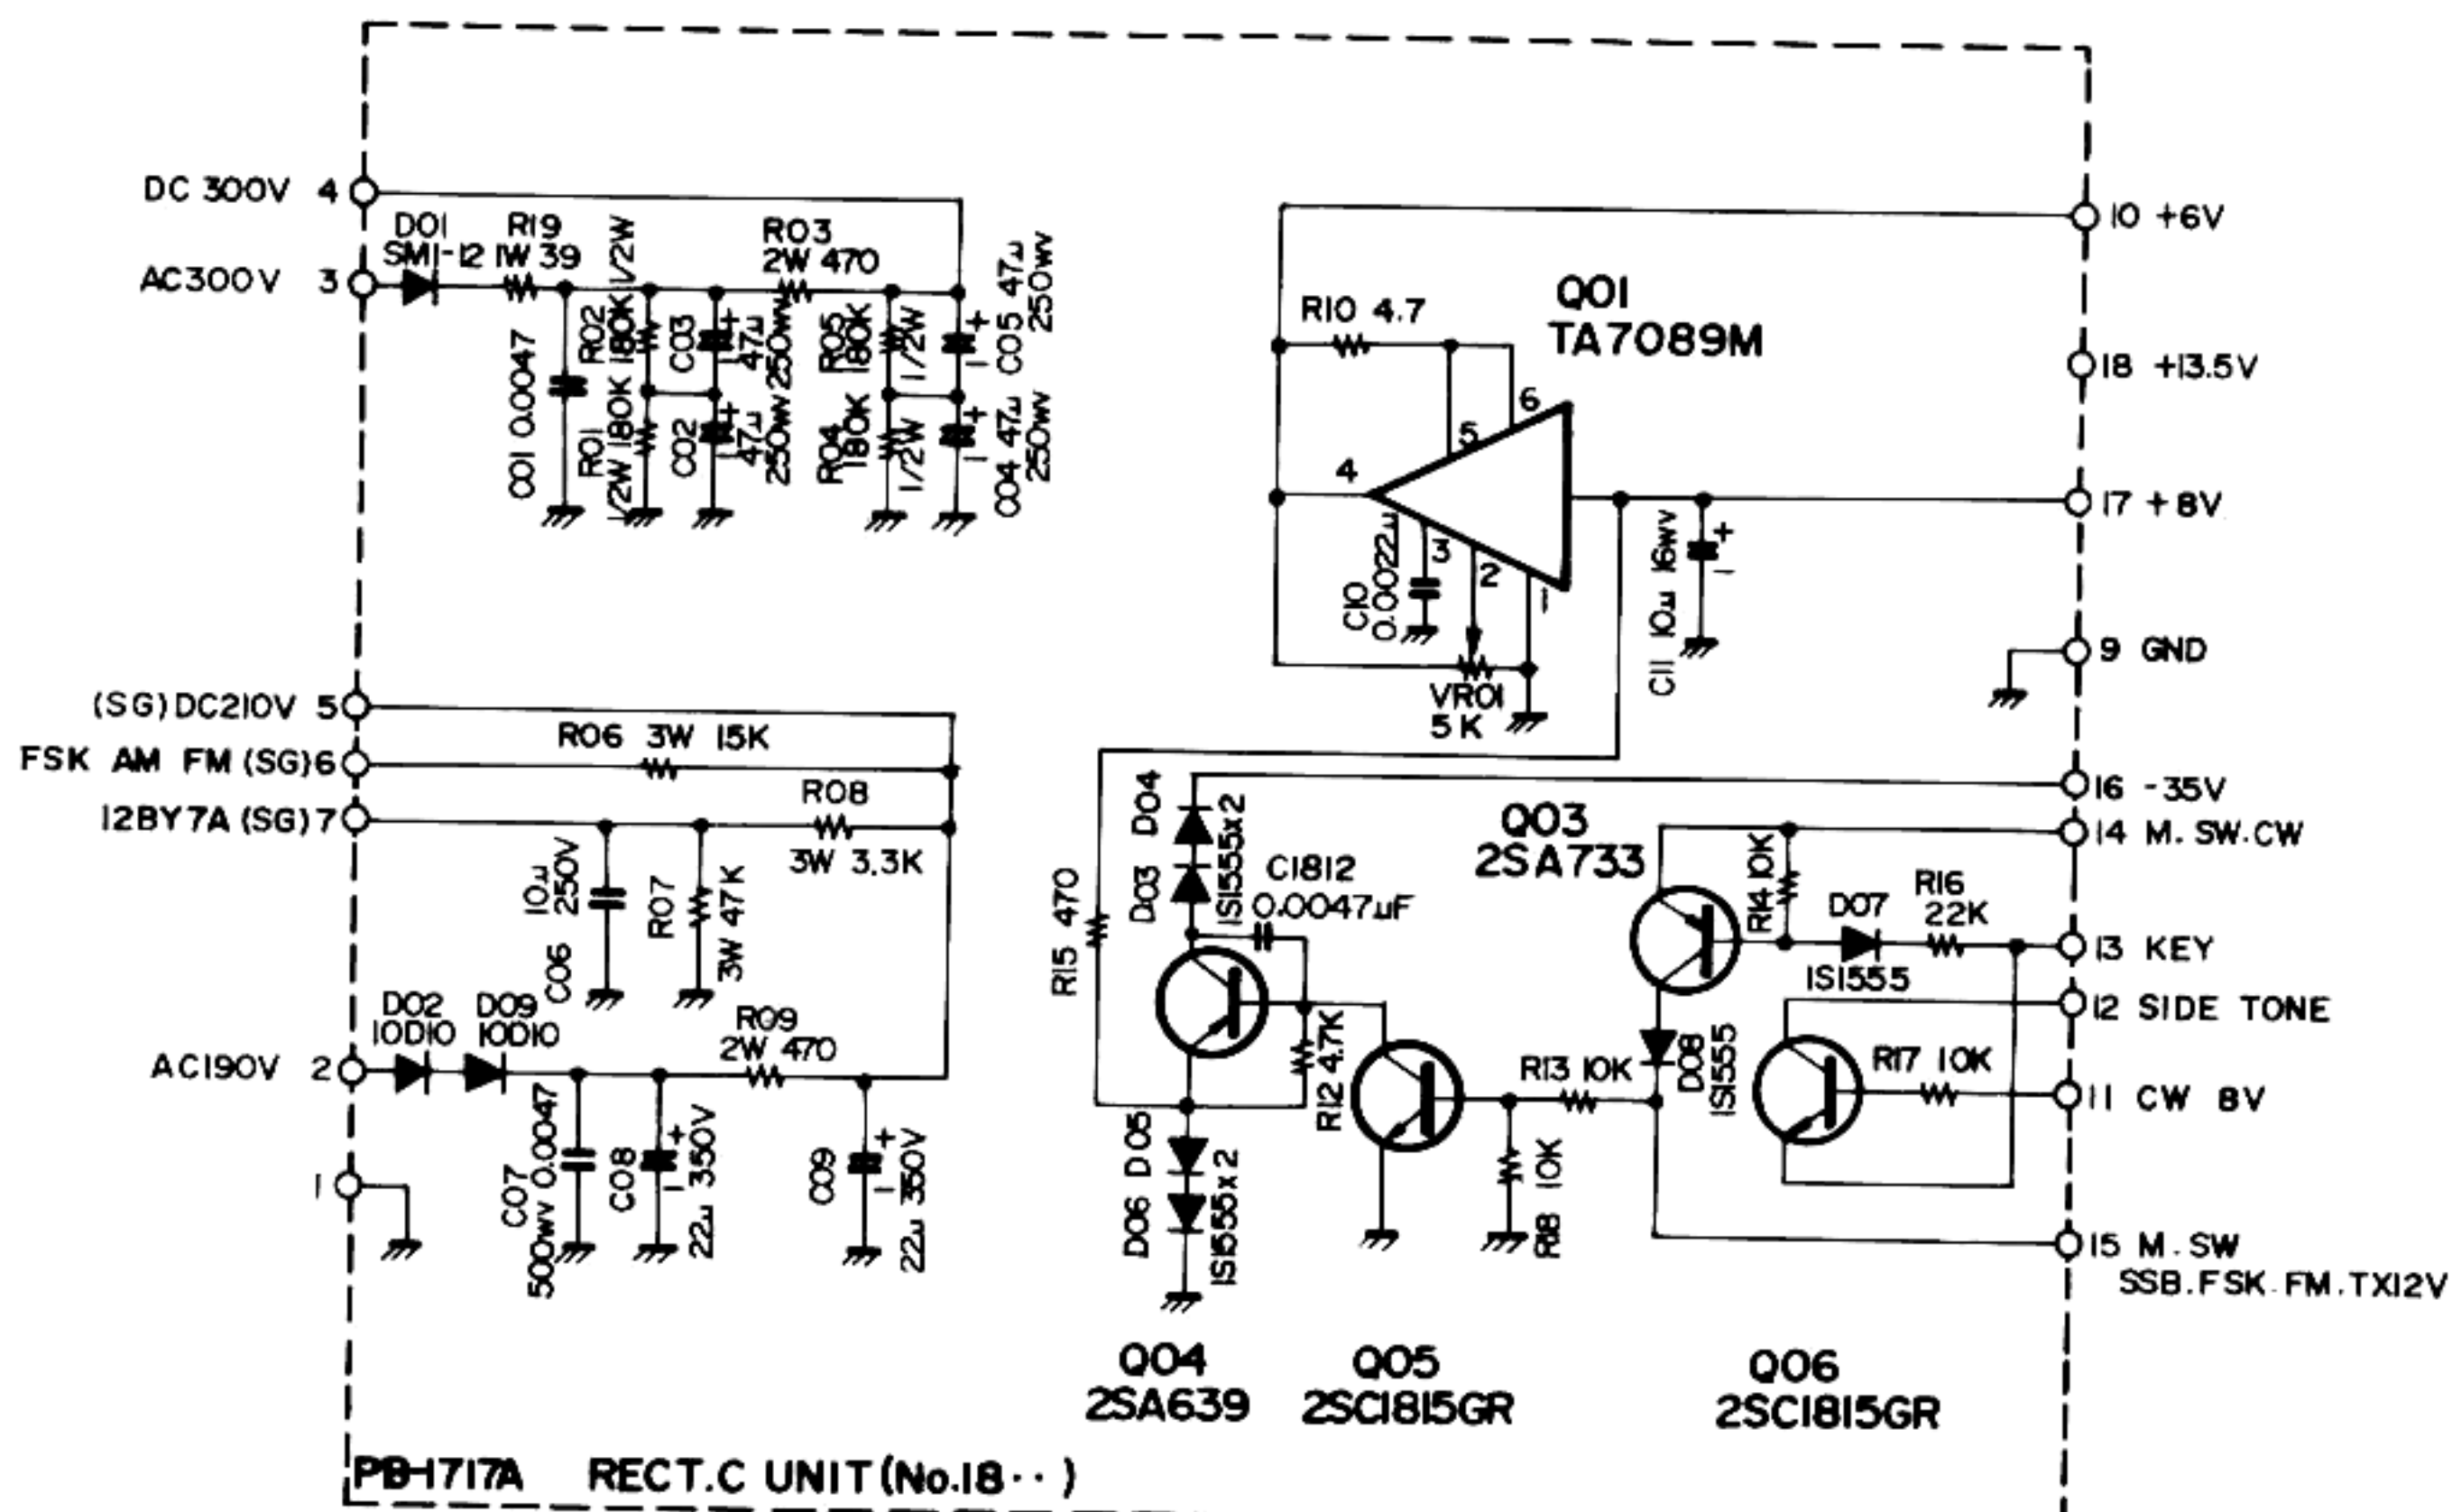 DC 300V 4
AC300V 3
D01
SM1-12
R19
1W 39
C01 0.0047
R02
180K 1/2W
R01
1/2W 180K
C03
47μ
250wv
C02
47μ
250wv
R03
2W 470
R05
180K
1/2W
R04
180K
1/2W
C05 47μ
250wv
C04 47μ
250wv
(SG) DC210V 5
FSK AM FM (SG) 6
12BY7A (SG) 7
R06 3W 15K
R08
3W 3.3K
10μ
250V
C06
R07
3W 47K
AC190V 2
D02
10D10
D09
10D10
R09
2W 470
1
C07
500wv 0.0047
C08
22μ 350V
C09
22μ 350V
Q01
TA7089M
R10 4.7
6
5
4
3
2
1
C10
0.0022μ
VR01
5K
C11 10μ 16wv
10 +6V
18 +13.5V
17 +8V
9 GND
16 -35V
14 M.SW.CW
13 KEY
12 SIDE TONE
11 CW 8V
15 M.SW
SSB.FSK.FM.TX12V
R15 470
D03 D04
1S1555x2
C1812
0.0047μF
Q03
2SA733
R14 10K
D07
1S1555
R16
22K
R12 4.7K
R13 10K
D08
1S1555
R17 10K
R18 10K
D06 D05
1S1555x2
Q04
2SA639
Q05
2SC1815GR
Q06
2SC1815GR
PB-1717A RECT.C UNIT (No.18‥)